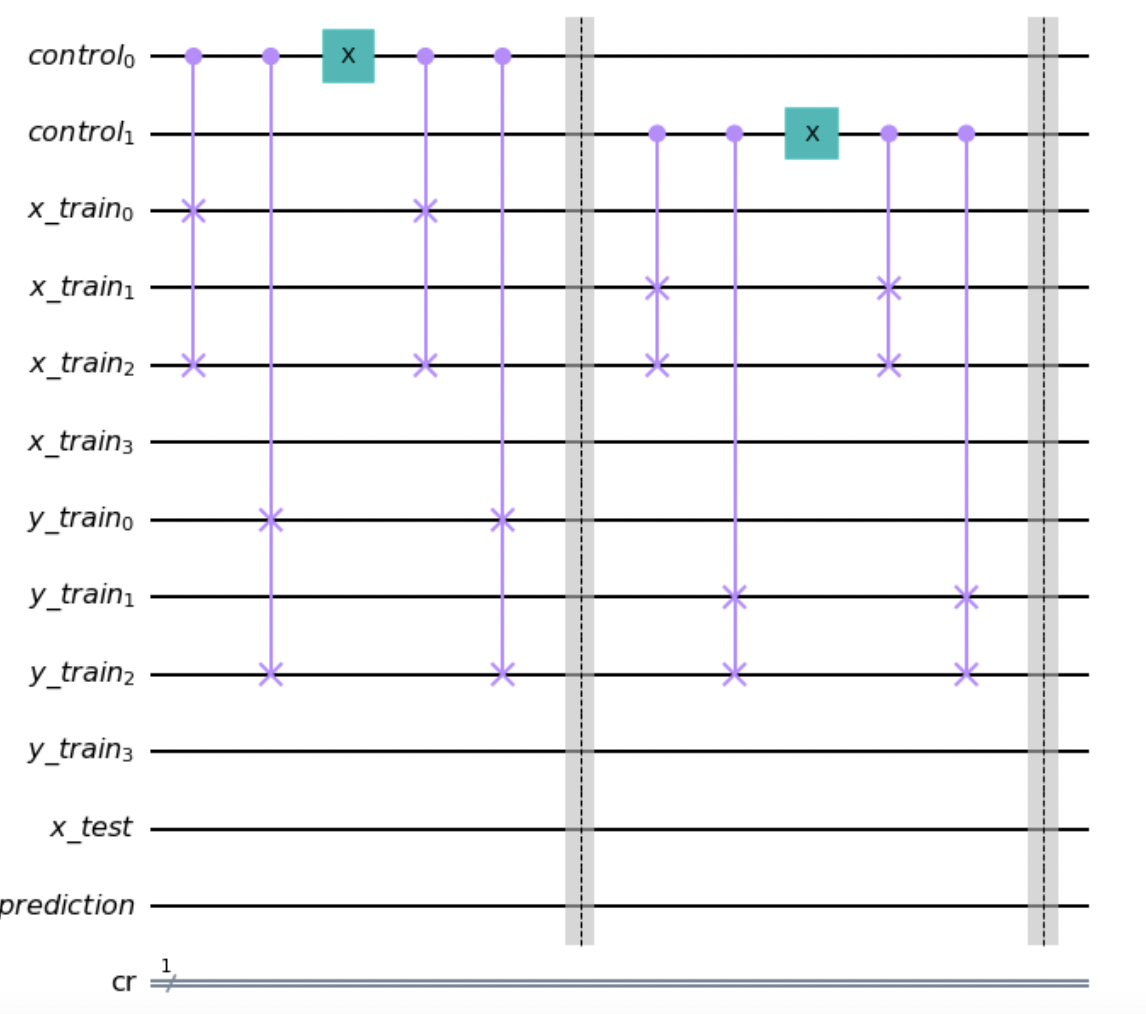 control₀
X
control₁
X
x_train₀
x_train₁
x_train₂
x_train₃
y_train₀
y_train₁
y_train₂
y_train₃
x_test
prediction
1
cr